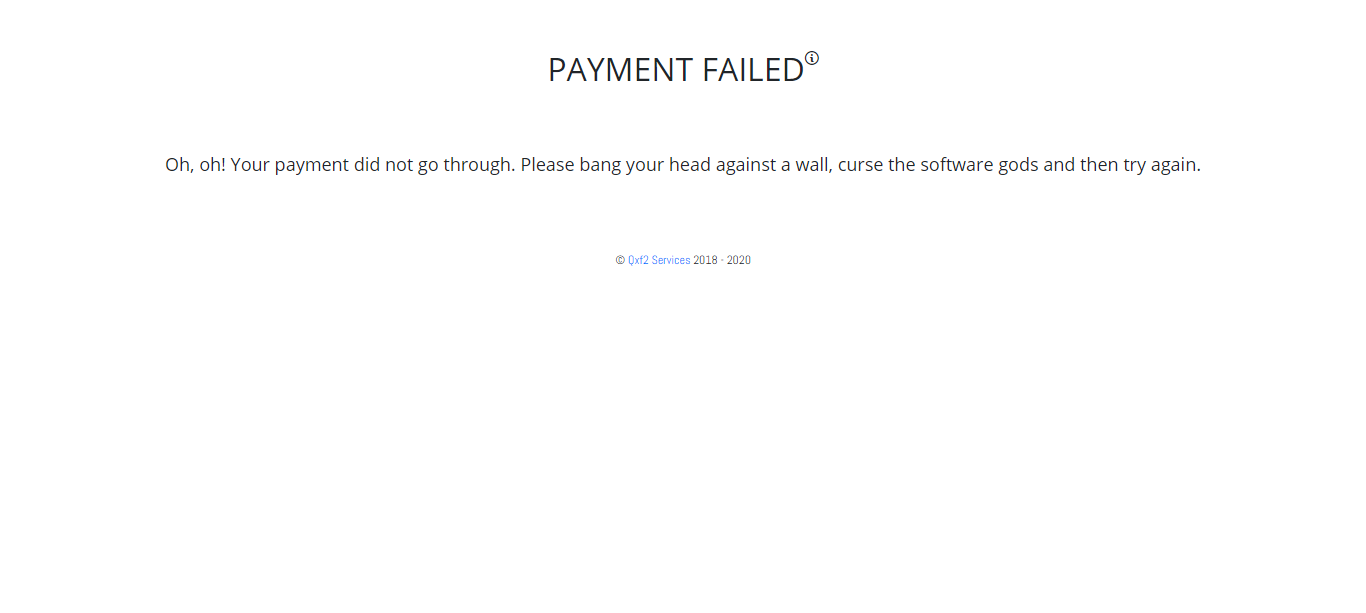 PAYMENT FAILED
Oh, oh! Your payment did not go through. Please bang your head against a wall, curse the software gods and then try again.
© Qxf2 Services 2018 - 2020